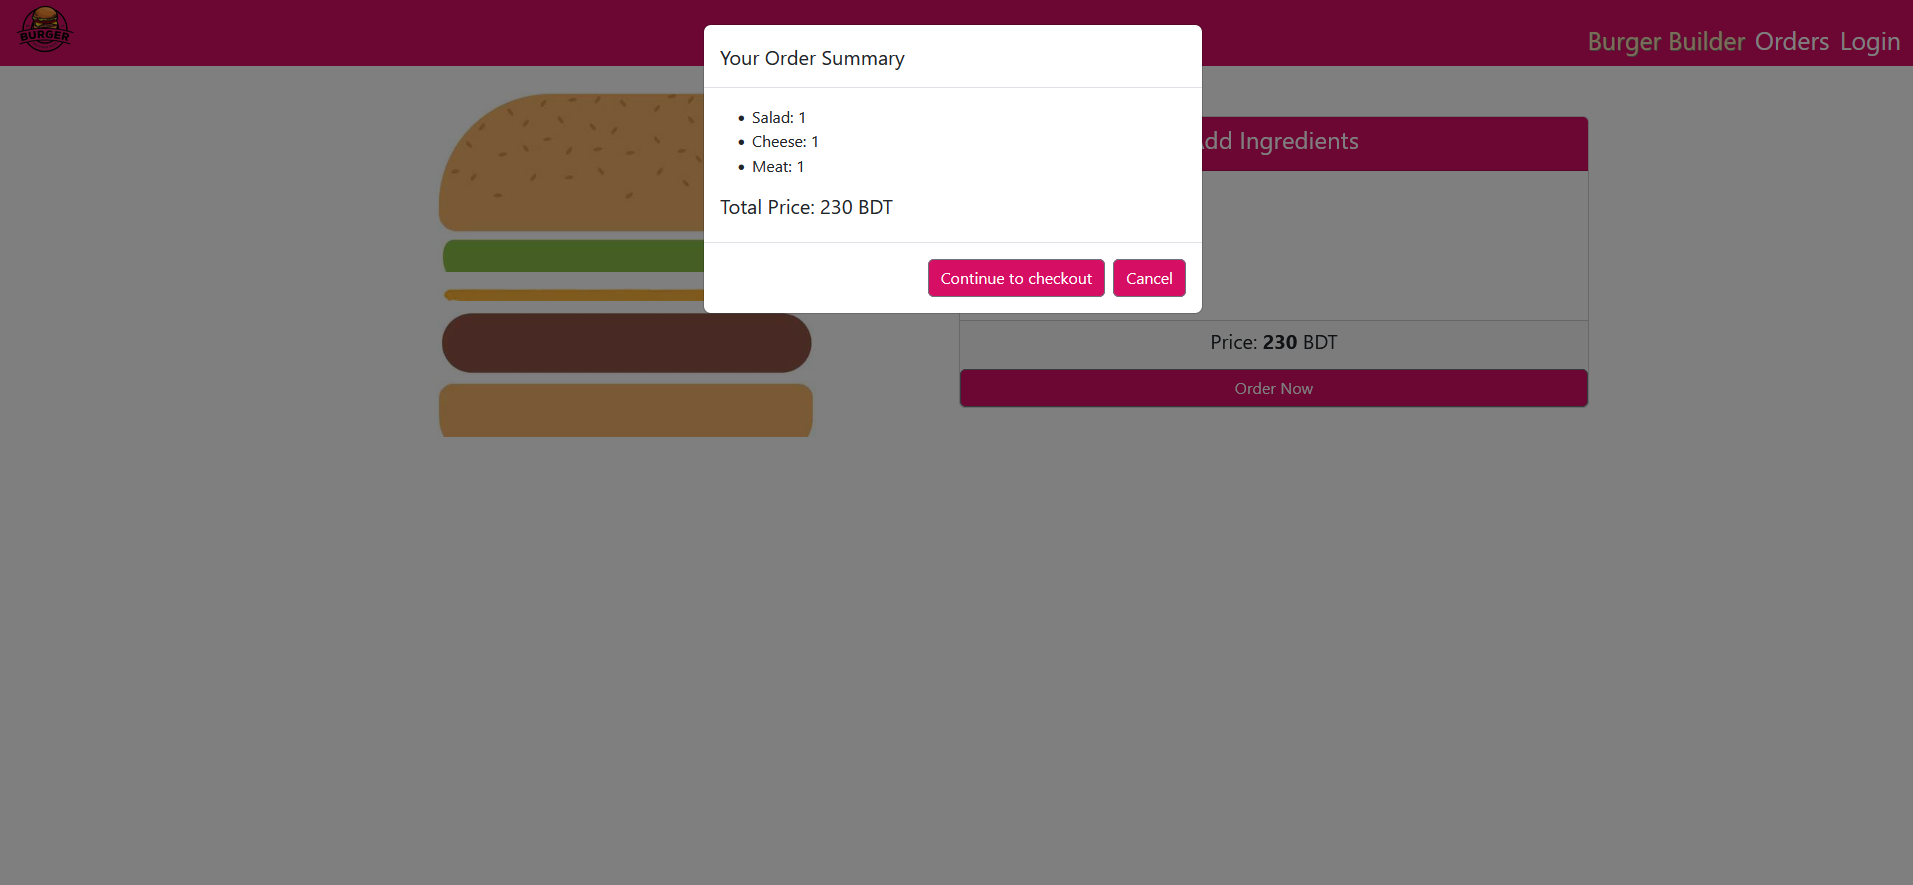 BURGER
Burger Builder Orders Login
Your Order Summary
Salad: 1
Cheese: 1
Meat: 1
Total Price: 230 BDT
Continue to checkout Cancel
dd Ingredients
Price: 230 BDT
Order Now